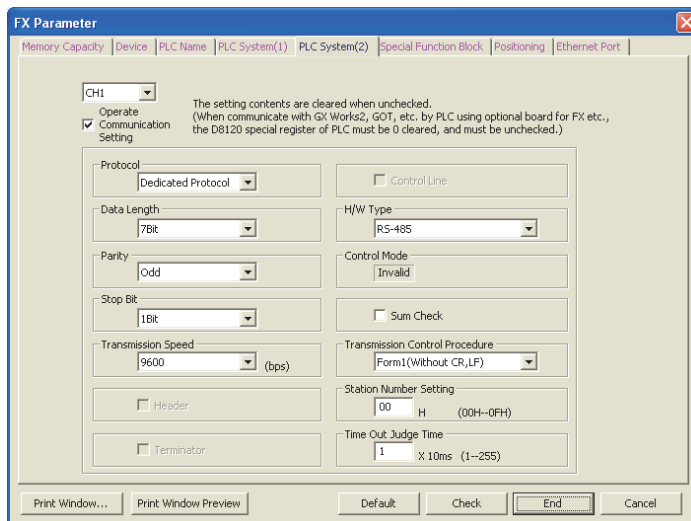 FX Parameter
Memory Capacity Device PLC Name PLC System(1) PLC System(2) Special Function Block Positioning Ethernet Port
CH1
Operate
Communication
Setting
The setting contents are cleared when unchecked.
(When communicate with GX Works2, GOT, etc. by PLC using optional board for FX etc.,
the D8120 special register of PLC must be 0 cleared, and must be unchecked.)
Protocol
Dedicated Protocol
Control Line
Data Length
7Bit
H/W Type
RS-485
Parity
Odd
Control Mode
Invalid
Stop Bit
1Bit
Sum Check
Transmission Speed
9600 (bps)
Transmission Control Procedure
Form1(Without CR,LF)
Header
Station Number Setting
00 H (00H--0FH)
Terminator
Time Out Judge Time
1 X 10ms (1--255)
Print Window... Print Window Preview Default Check End Cancel